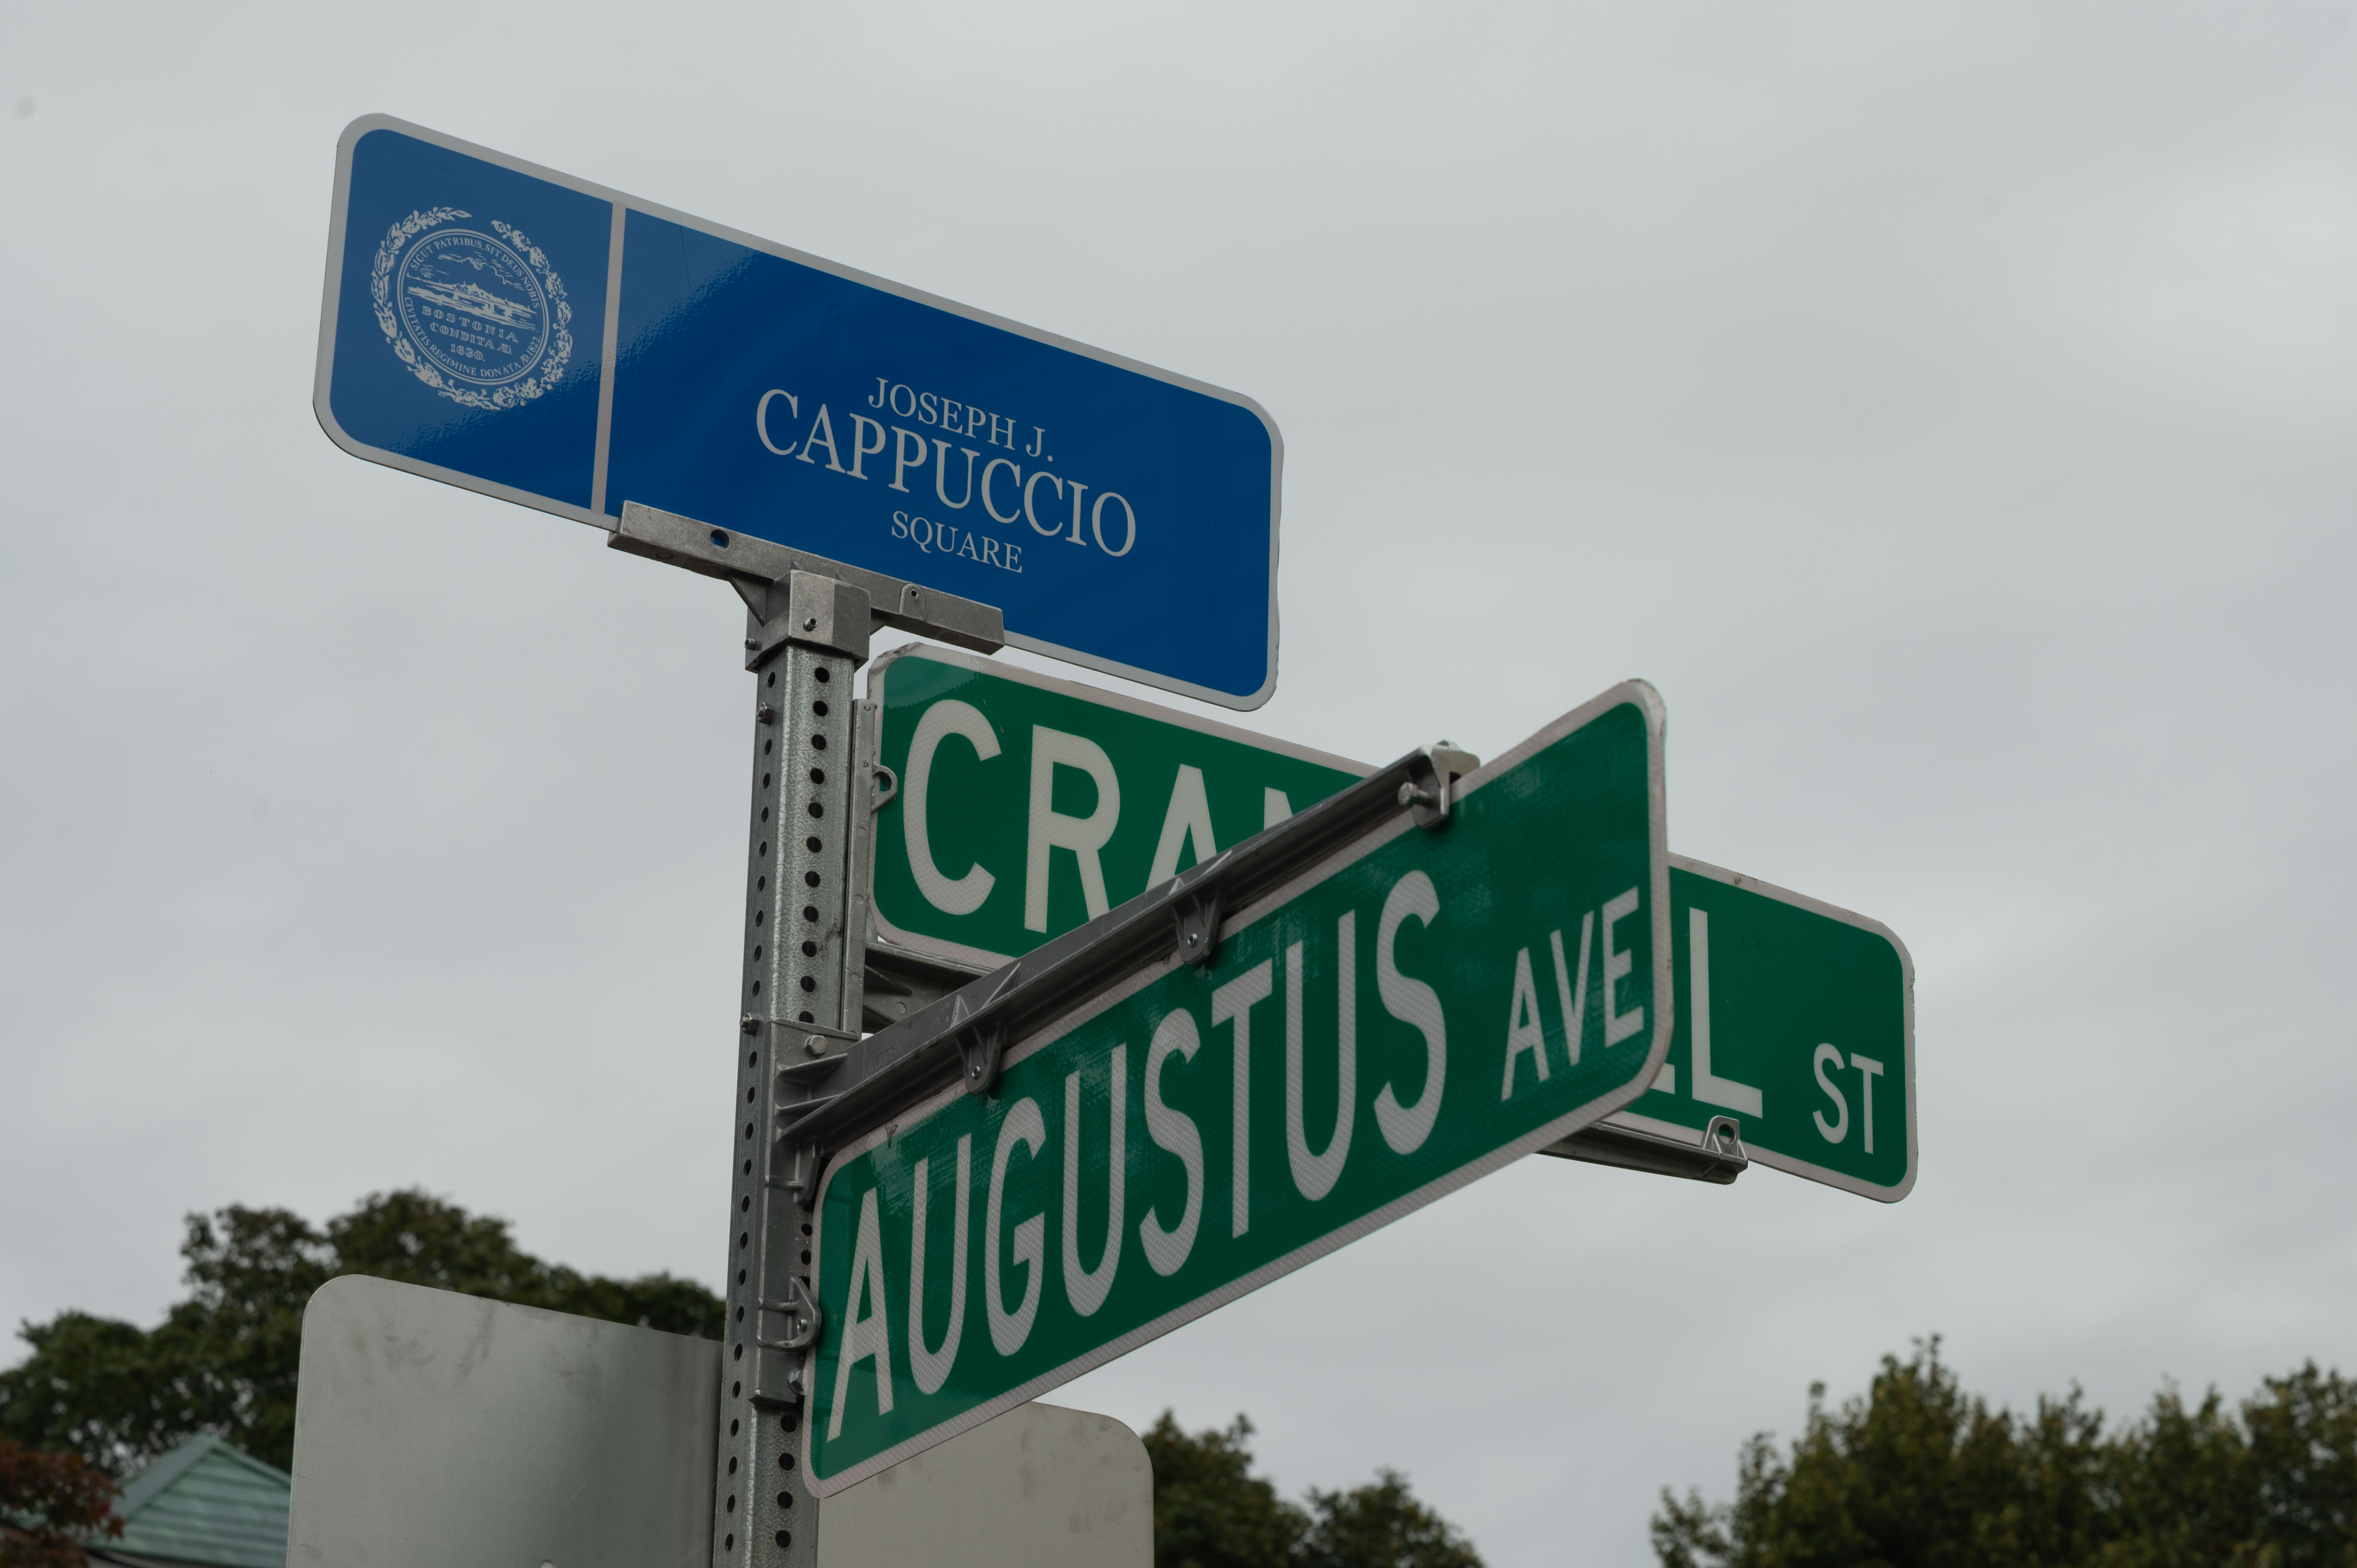 SICUT PATRIBUS, SIT DEUS NOBIS
BOSTONIA
CONDITA AD
1630.
CIVITATIS REGIMINE DONATA AD 1822
JOSEPH J.
CAPPUCCIO
SQUARE
ST
AUGUSTUS AVE